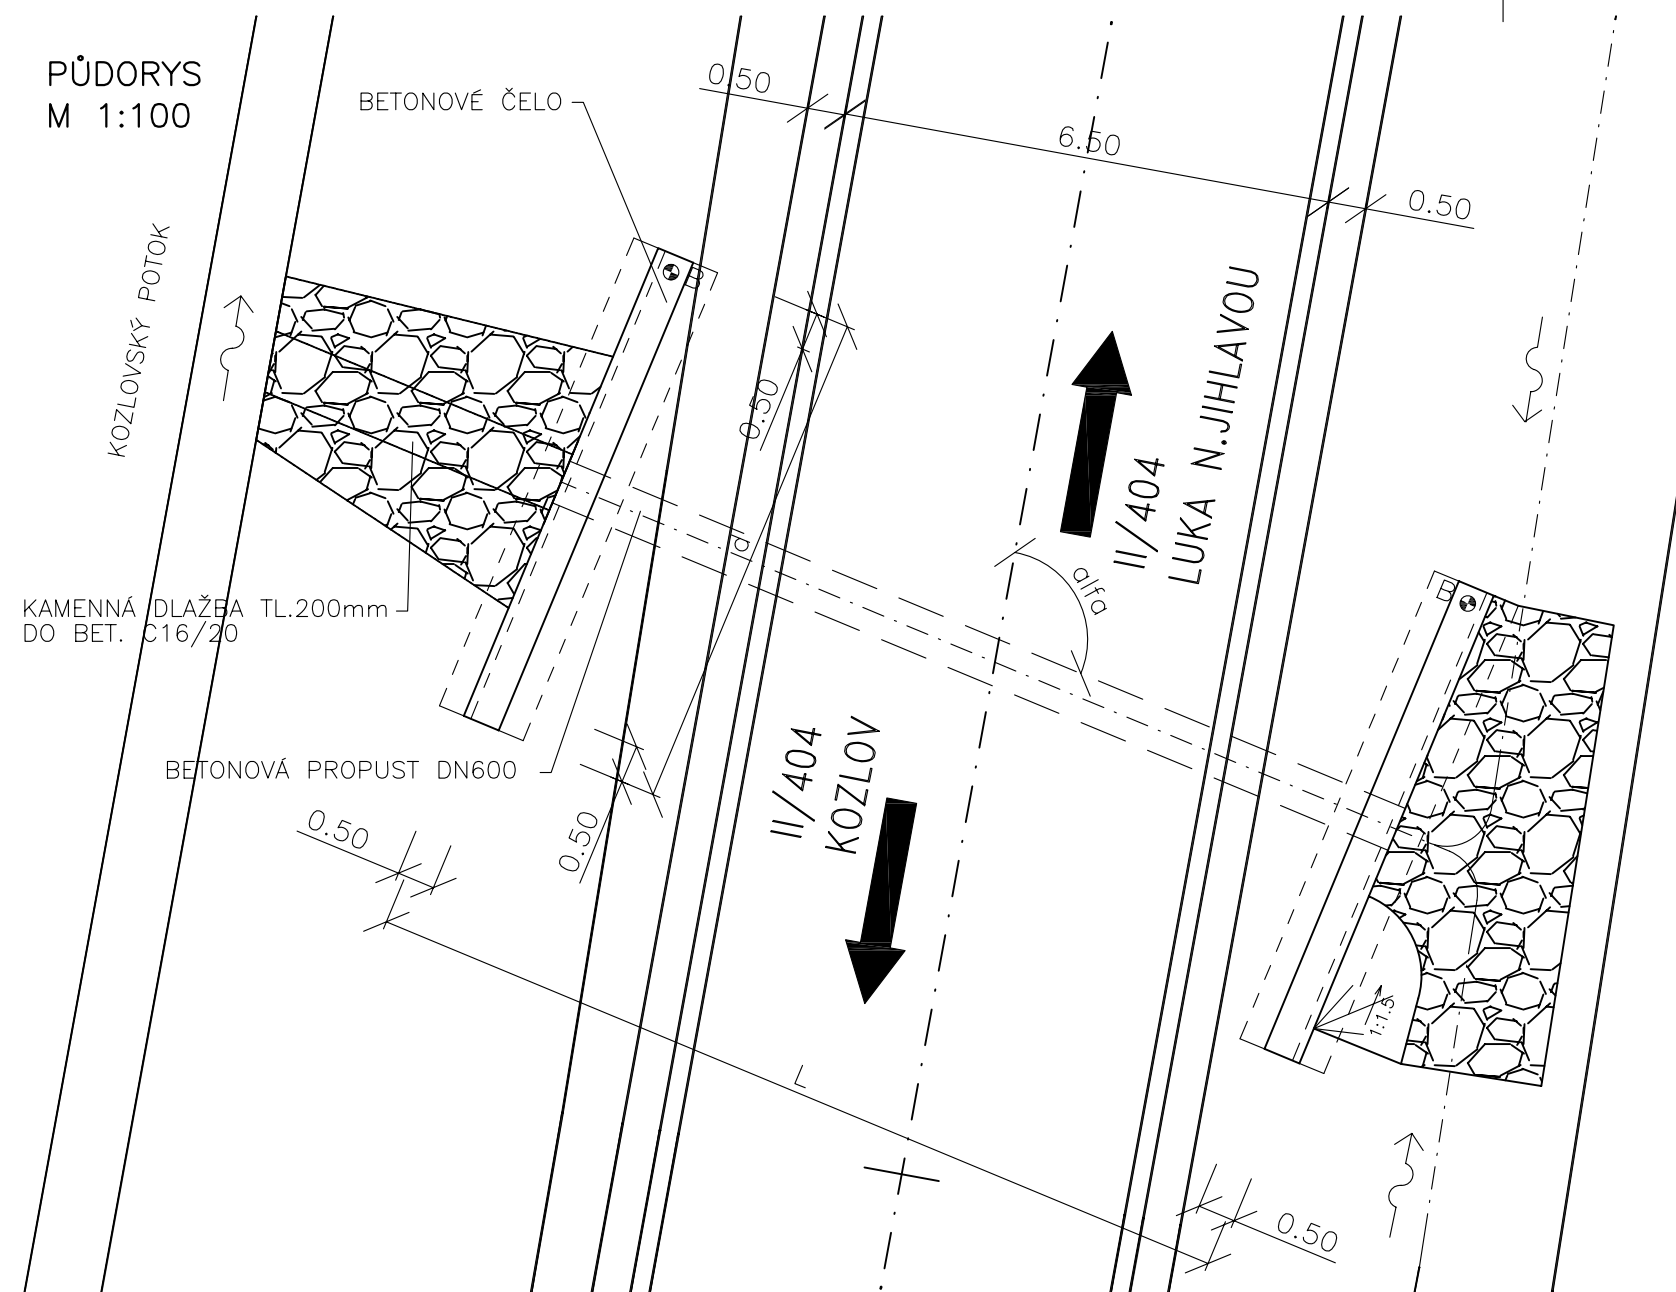 PŮDORYS
M 1:100
BETONOVÉ ČELO
0.50
6.50
0.50
KOZLOVSKÝ POTOK
B
0.50
II/404
LUKA N.JIHLAVOU
d
alfa
B
KAMENNÁ DLAŽBA TL.200mm
DO BET. C16/20
BETONOVÁ PROPUST DN600
II/404
KOZLOV
0.50
0.50
1:1.5
L
0.50